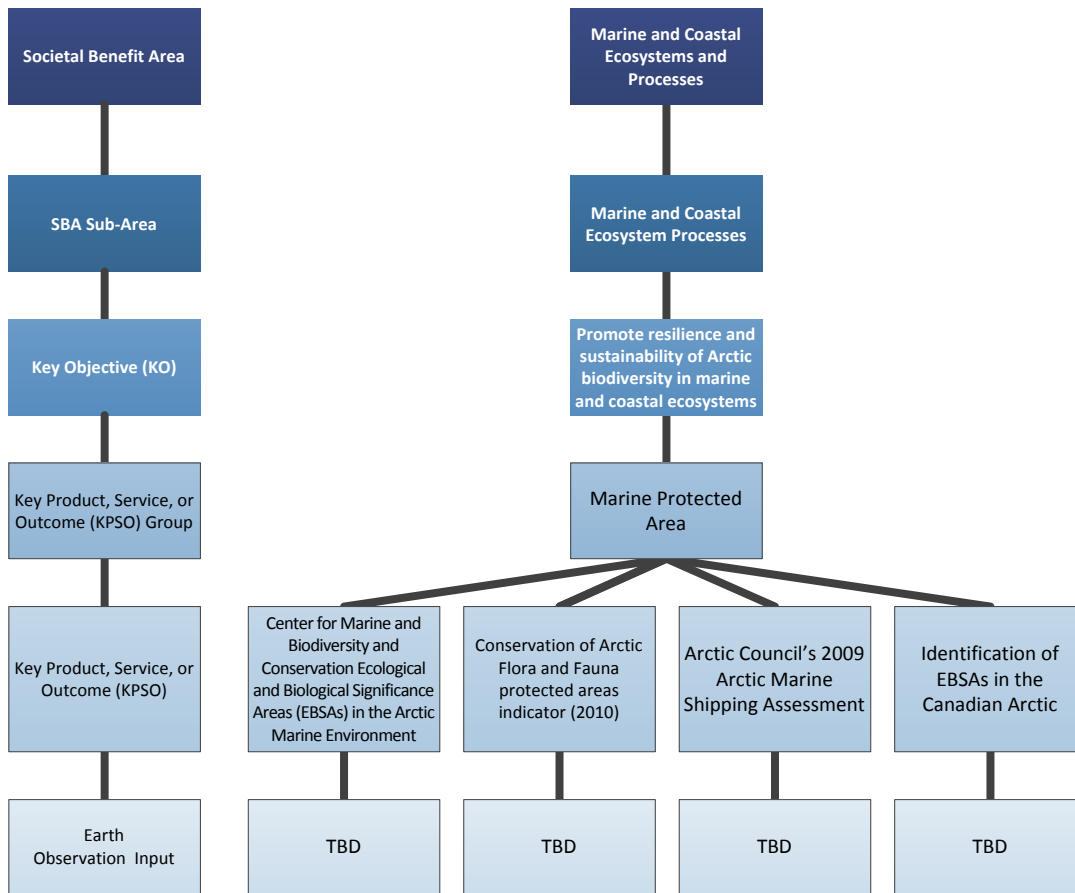 Societal Benefit Area
Marine and Coastal
Ecosystems and
Processes
SBA Sub-Area
Marine and Coastal
Ecosystem Processes
Key Objective (KO)
Promote resilience and
sustainability of Arctic
biodiversity in marine
and coastal ecosystems
Key Product, Service, or
Outcome (KPSO) Group
Marine Protected
Area
Key Product, Service, or
Outcome (KPSO)
Center for Marine and
Biodiversity and
Conservation Ecological
and Biological Significance
Areas (EBSAs) in the Arctic
Marine Environment
Conservation of Arctic
Flora and Fauna
protected areas
indicator (2010)
Arctic Council’s 2009
Arctic Marine
Shipping Assessment
Identification of
EBSAs in the
Canadian Arctic
Earth
Observation Input
TBD
TBD
TBD
TBD